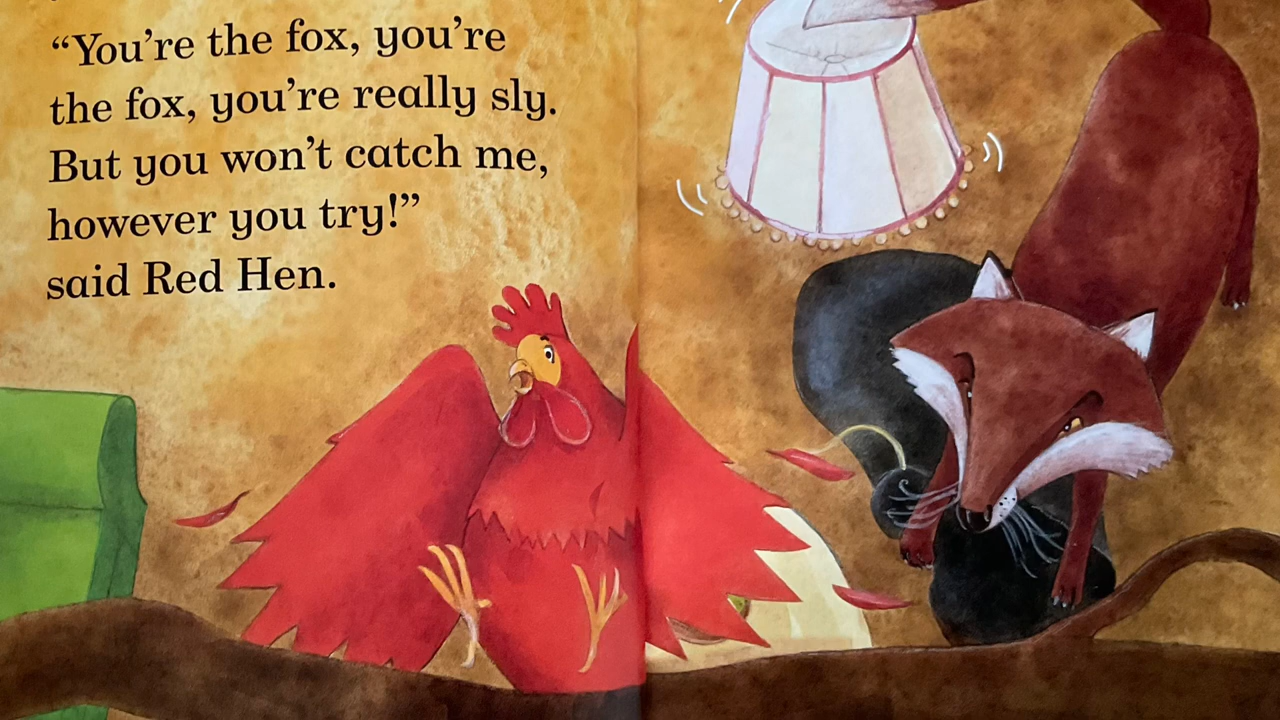 “You’re the fox, you’re
the fox, you’re really sly.
But you won’t catch me,
however you try!”
said Red Hen.